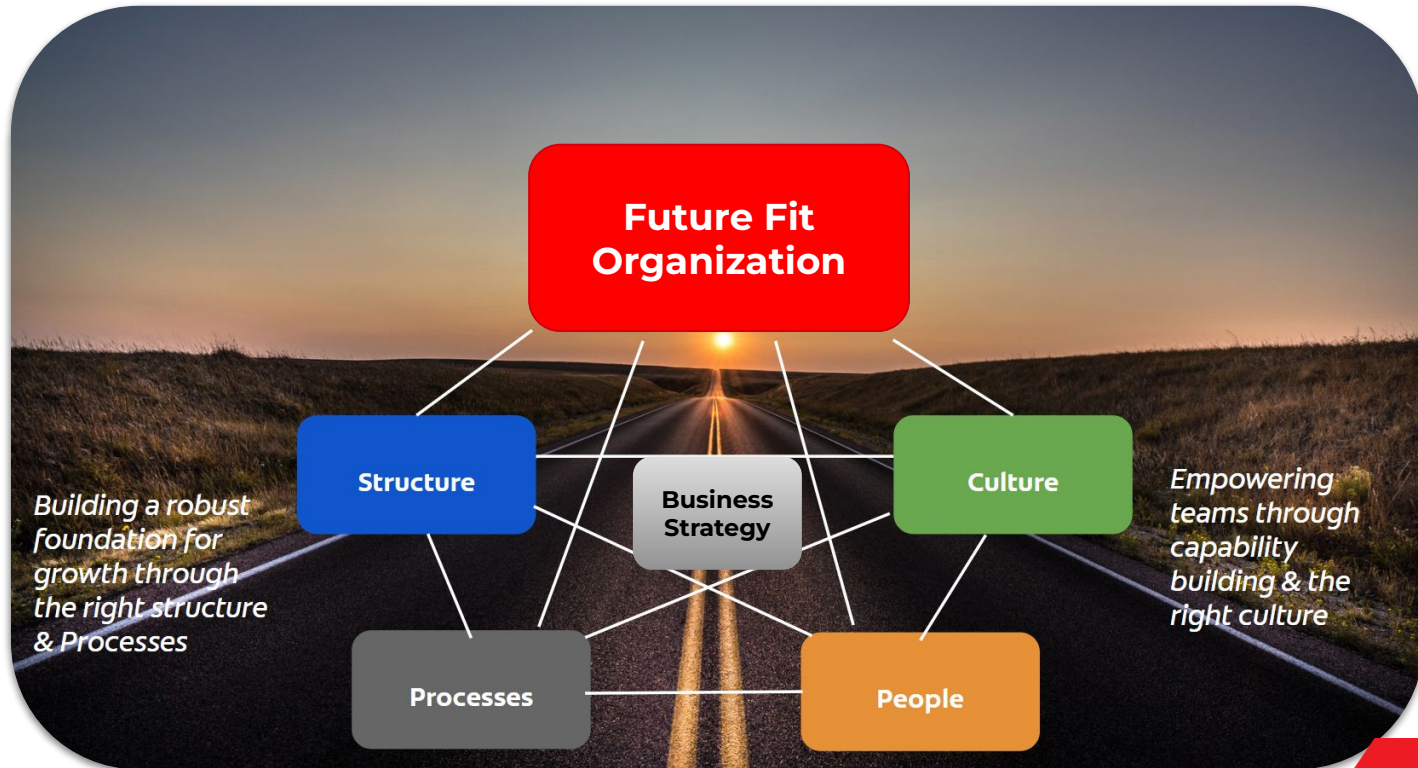 Future Fit
Organization
Structure
Business
Strategy
Culture
Building a robust
foundation for
growth through
the right structure
& Processes
Empowering
teams through
capability
building & the
right culture
Processes
People